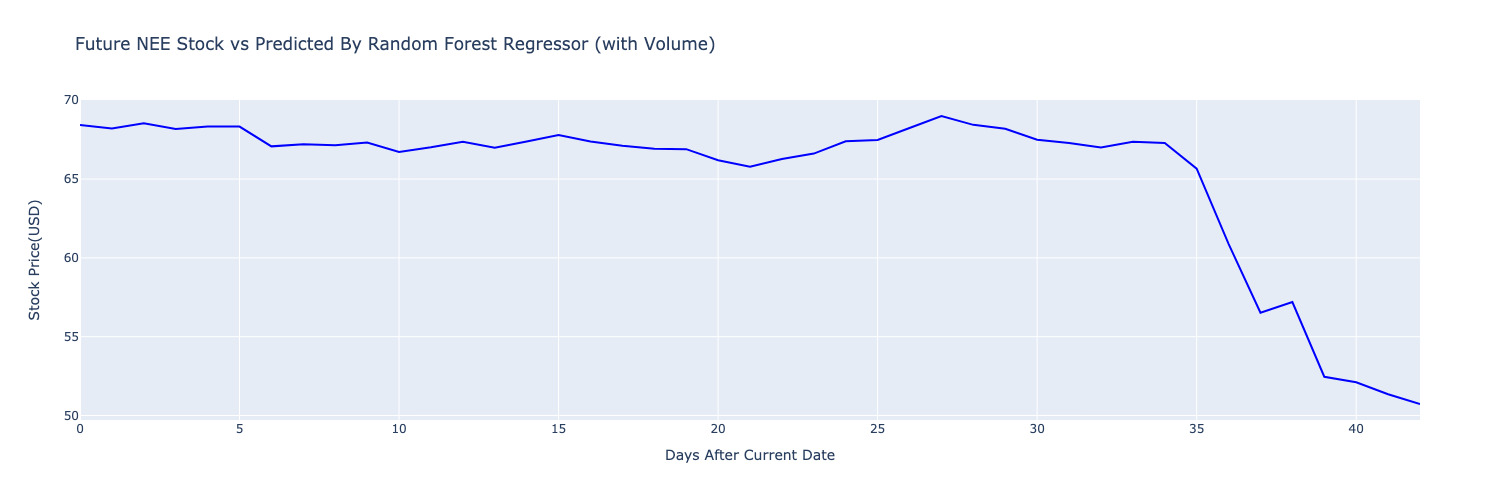 Future NEE Stock vs Predicted By Random Forest Regressor (with Volume)
Stock Price(USD)
70
65
60
55
50
0 5 10 15 20 25 30 35 40
Days After Current Date